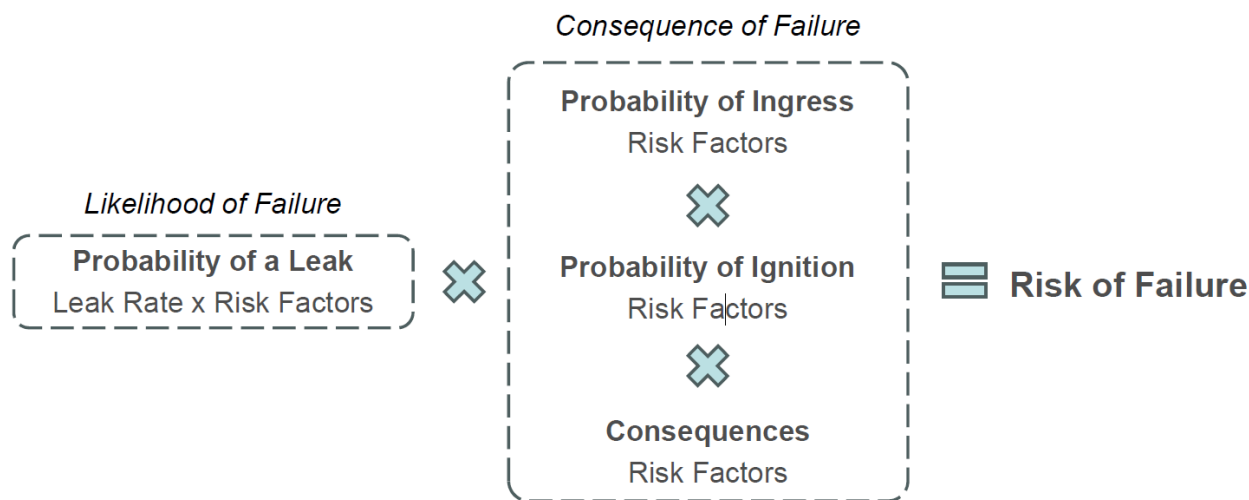 Consequence of Failure
Probability of Ingress
Risk Factors
Likelihood of Failure
Probability of a Leak
Leak Rate x Risk Factors
Probability of Ignition
Risk Factors
Consequences
Risk Factors
Risk of Failure